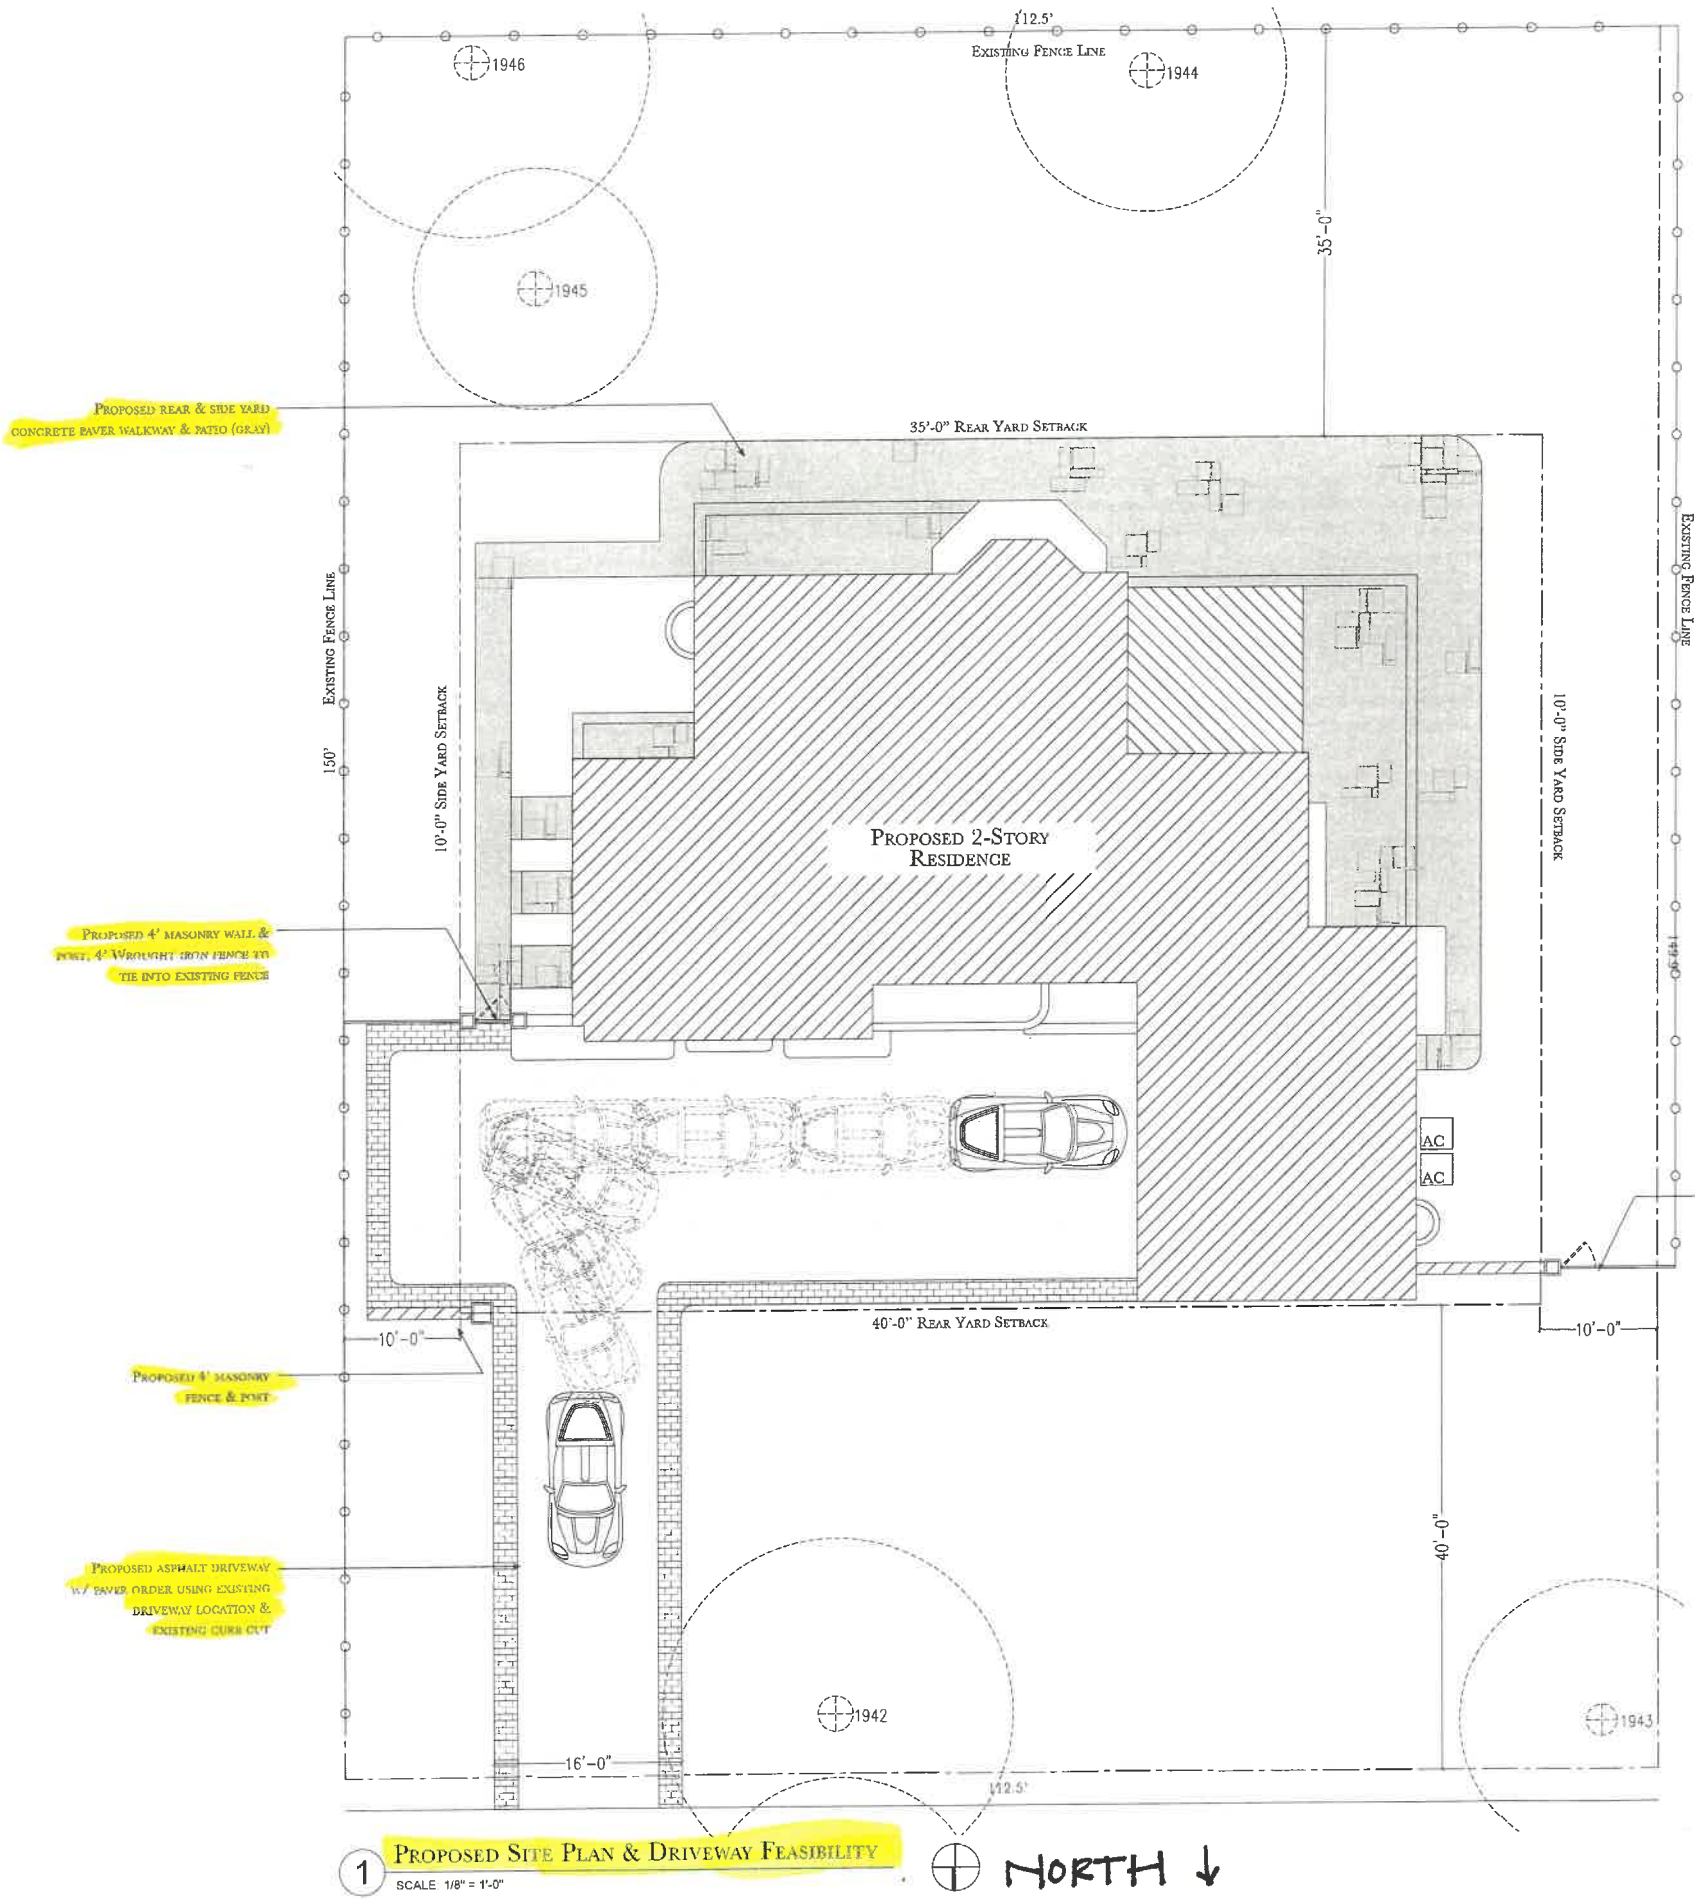 112.5'
Existing Fence Line
1946
1944
35'-0"
1945
Proposed rear & side yard
concrete paver walkway & patio (gray)
35'-0" Rear Yard Setback
Existing Fence Line
150'
10'-0" Side Yard Setback
Existing Fence Line
10'-0" Side Yard Setback
149.9'
Proposed 2-Story
Residence
Proposed 4' masonry wall &
post, 4' Wrought iron fence to
tie into existing fence
AC
AC
40'-0" Rear Yard Setback
10'-0"
10'-0"
Proposed 4' masonry
fence & post
40'-0"
Proposed asphalt driveway
w/ paver order using existing
driveway location &
existing curb cut
1942
1943
16'-0"
112.5'
1 Proposed Site Plan & Driveway Feasibility
SCALE 1/8" = 1'-0"
NORTH ↓